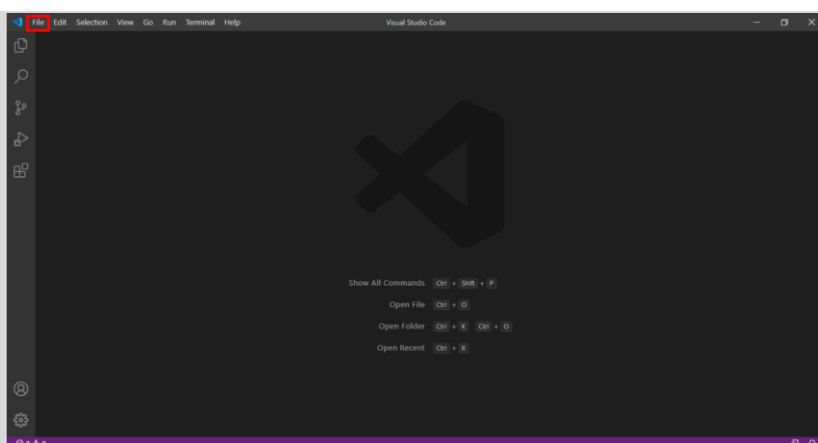 File Edit Selection View Go Run Terminal Help Visual Studio Code
Show All Commands Ctrl + Shift + P
Open File Ctrl + O
Open Folder Ctrl + K Ctrl + O
Open Recent Ctrl + R